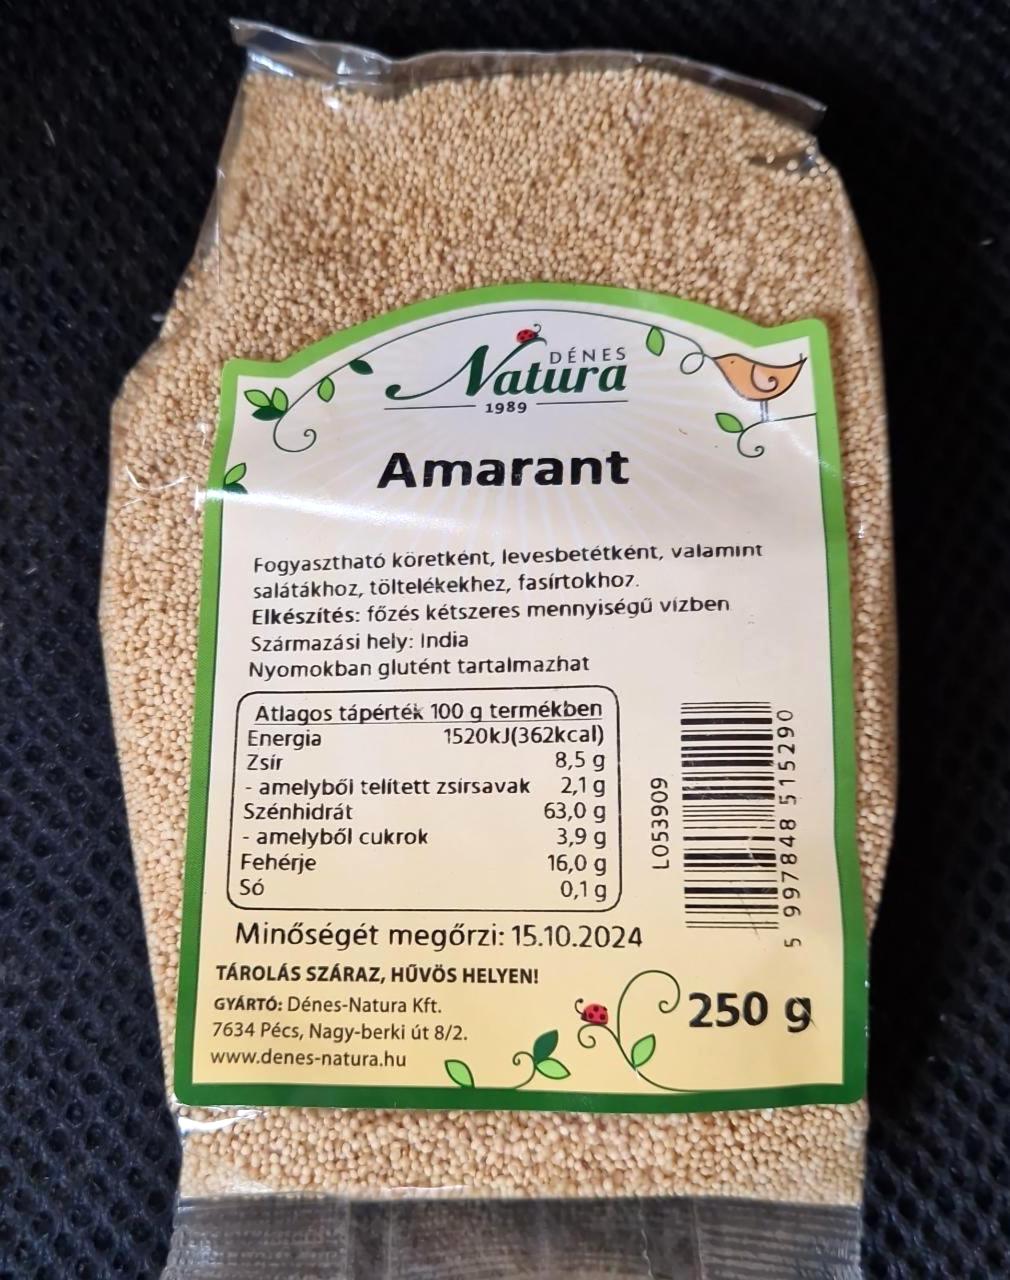 DÉNES
Natura
1989
Amarant
Fogyasztható köretként, levesbetétként, valamint
salátákhoz, töltelékekhez, fasírtokhoz.
Elkészítés: főzés kétszeres mennyiségű vízben
Származási hely: India
Nyomokban glutént tartalmazhat
Átlagos tápérték 100 g termékben
Energia 1520kJ(362kcal)
Zsír 8,5 g
- amelyből telített zsírsavak 2,1 g
Szénhidrát 63,0 g
- amelyből cukrok 3,9 g
Fehérje 16,0 g
Só 0,1 g
L053909
5 997848 515290
Minőségét megőrzi: 15.10.2024
TÁROLÁS SZÁRAZ, HŰVÖS HELYEN!
GYÁRTÓ: Dénes-Natura Kft.
7634 Pécs, Nagy-berki út 8/2.
www.denes-natura.hu
250 g